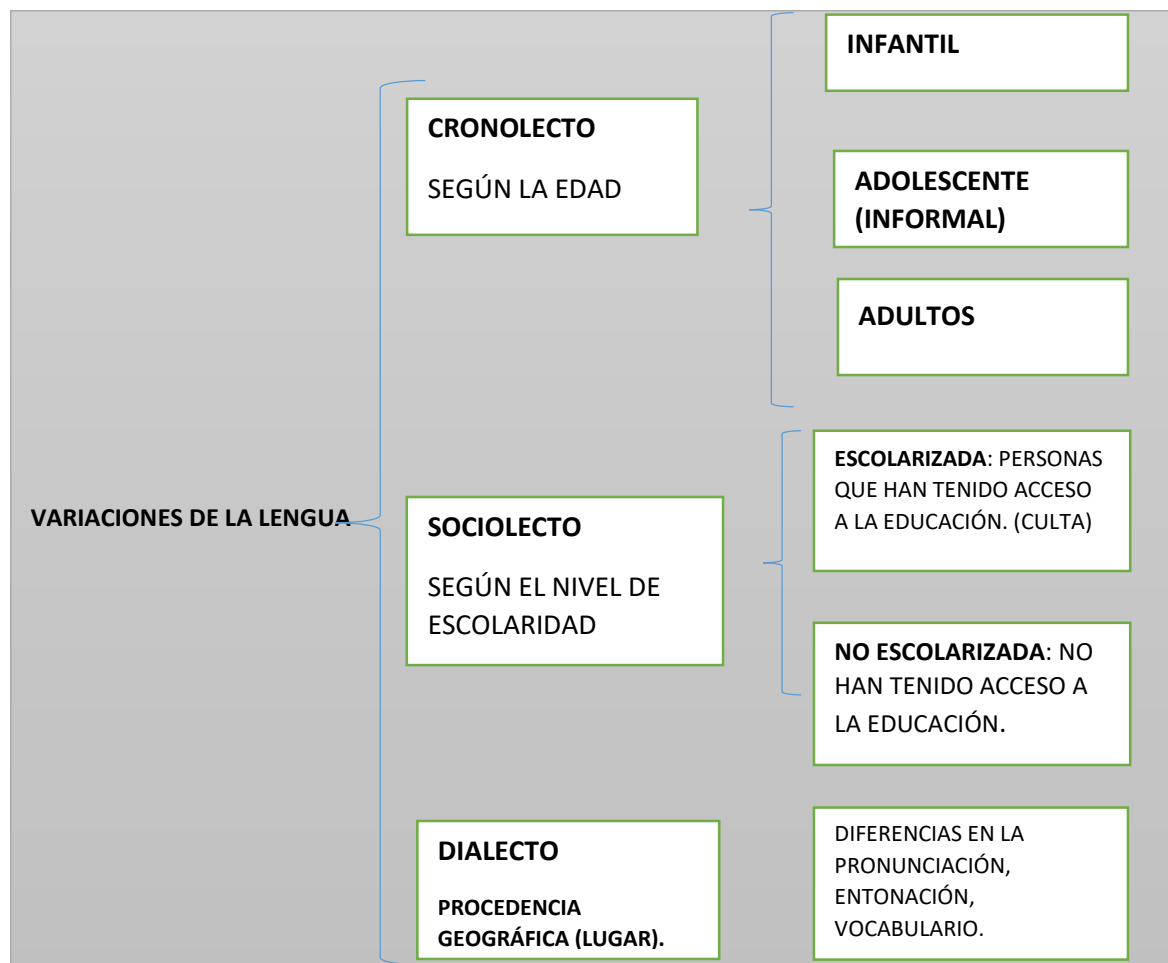 VARIACIONES DE LA LENGUA
CRONOLECTO
SEGÚN LA EDAD
INFANTIL
ADOLESCENTE
(INFORMAL)
ADULTOS
SOCIOLECTO
SEGÚN EL NIVEL DE
ESCOLARIDAD
ESCOLARIZADA: PERSONAS
QUE HAN TENIDO ACCESO
A LA EDUCACIÓN. (CULTA)
NO ESCOLARIZADA: NO
HAN TENIDO ACCESO A
LA EDUCACIÓN.
DIALECTO
PROCEDENCIA
GEOGRÁFICA (LUGAR).
DIFERENCIAS EN LA
PRONUNCIACIÓN,
ENTONACIÓN,
VOCABULARIO.